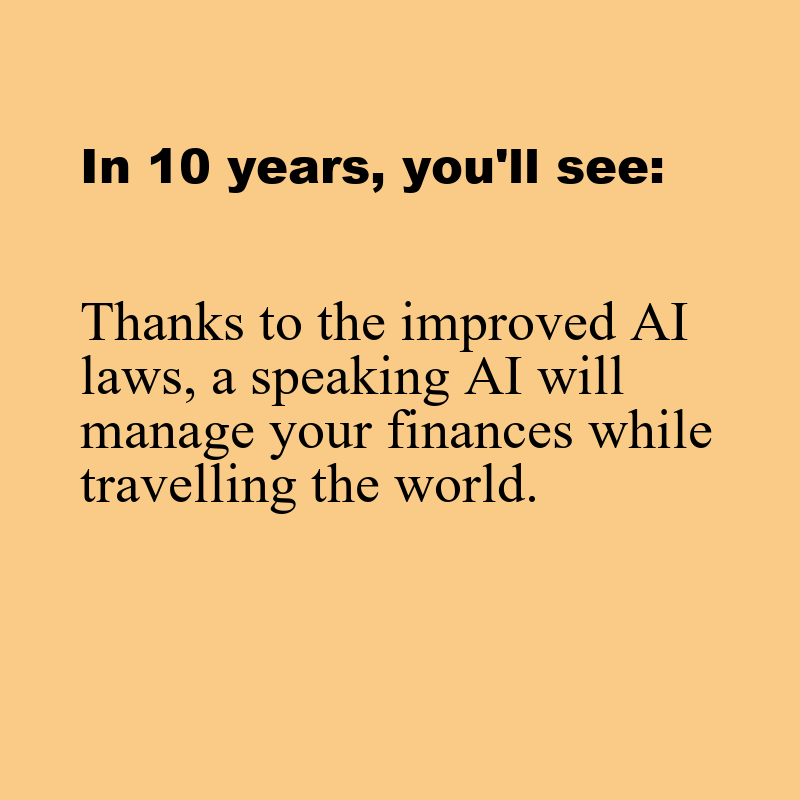 In 10 years, you'll see:
Thanks to the improved AI
laws, a speaking AI will
manage your finances while
travelling the world.